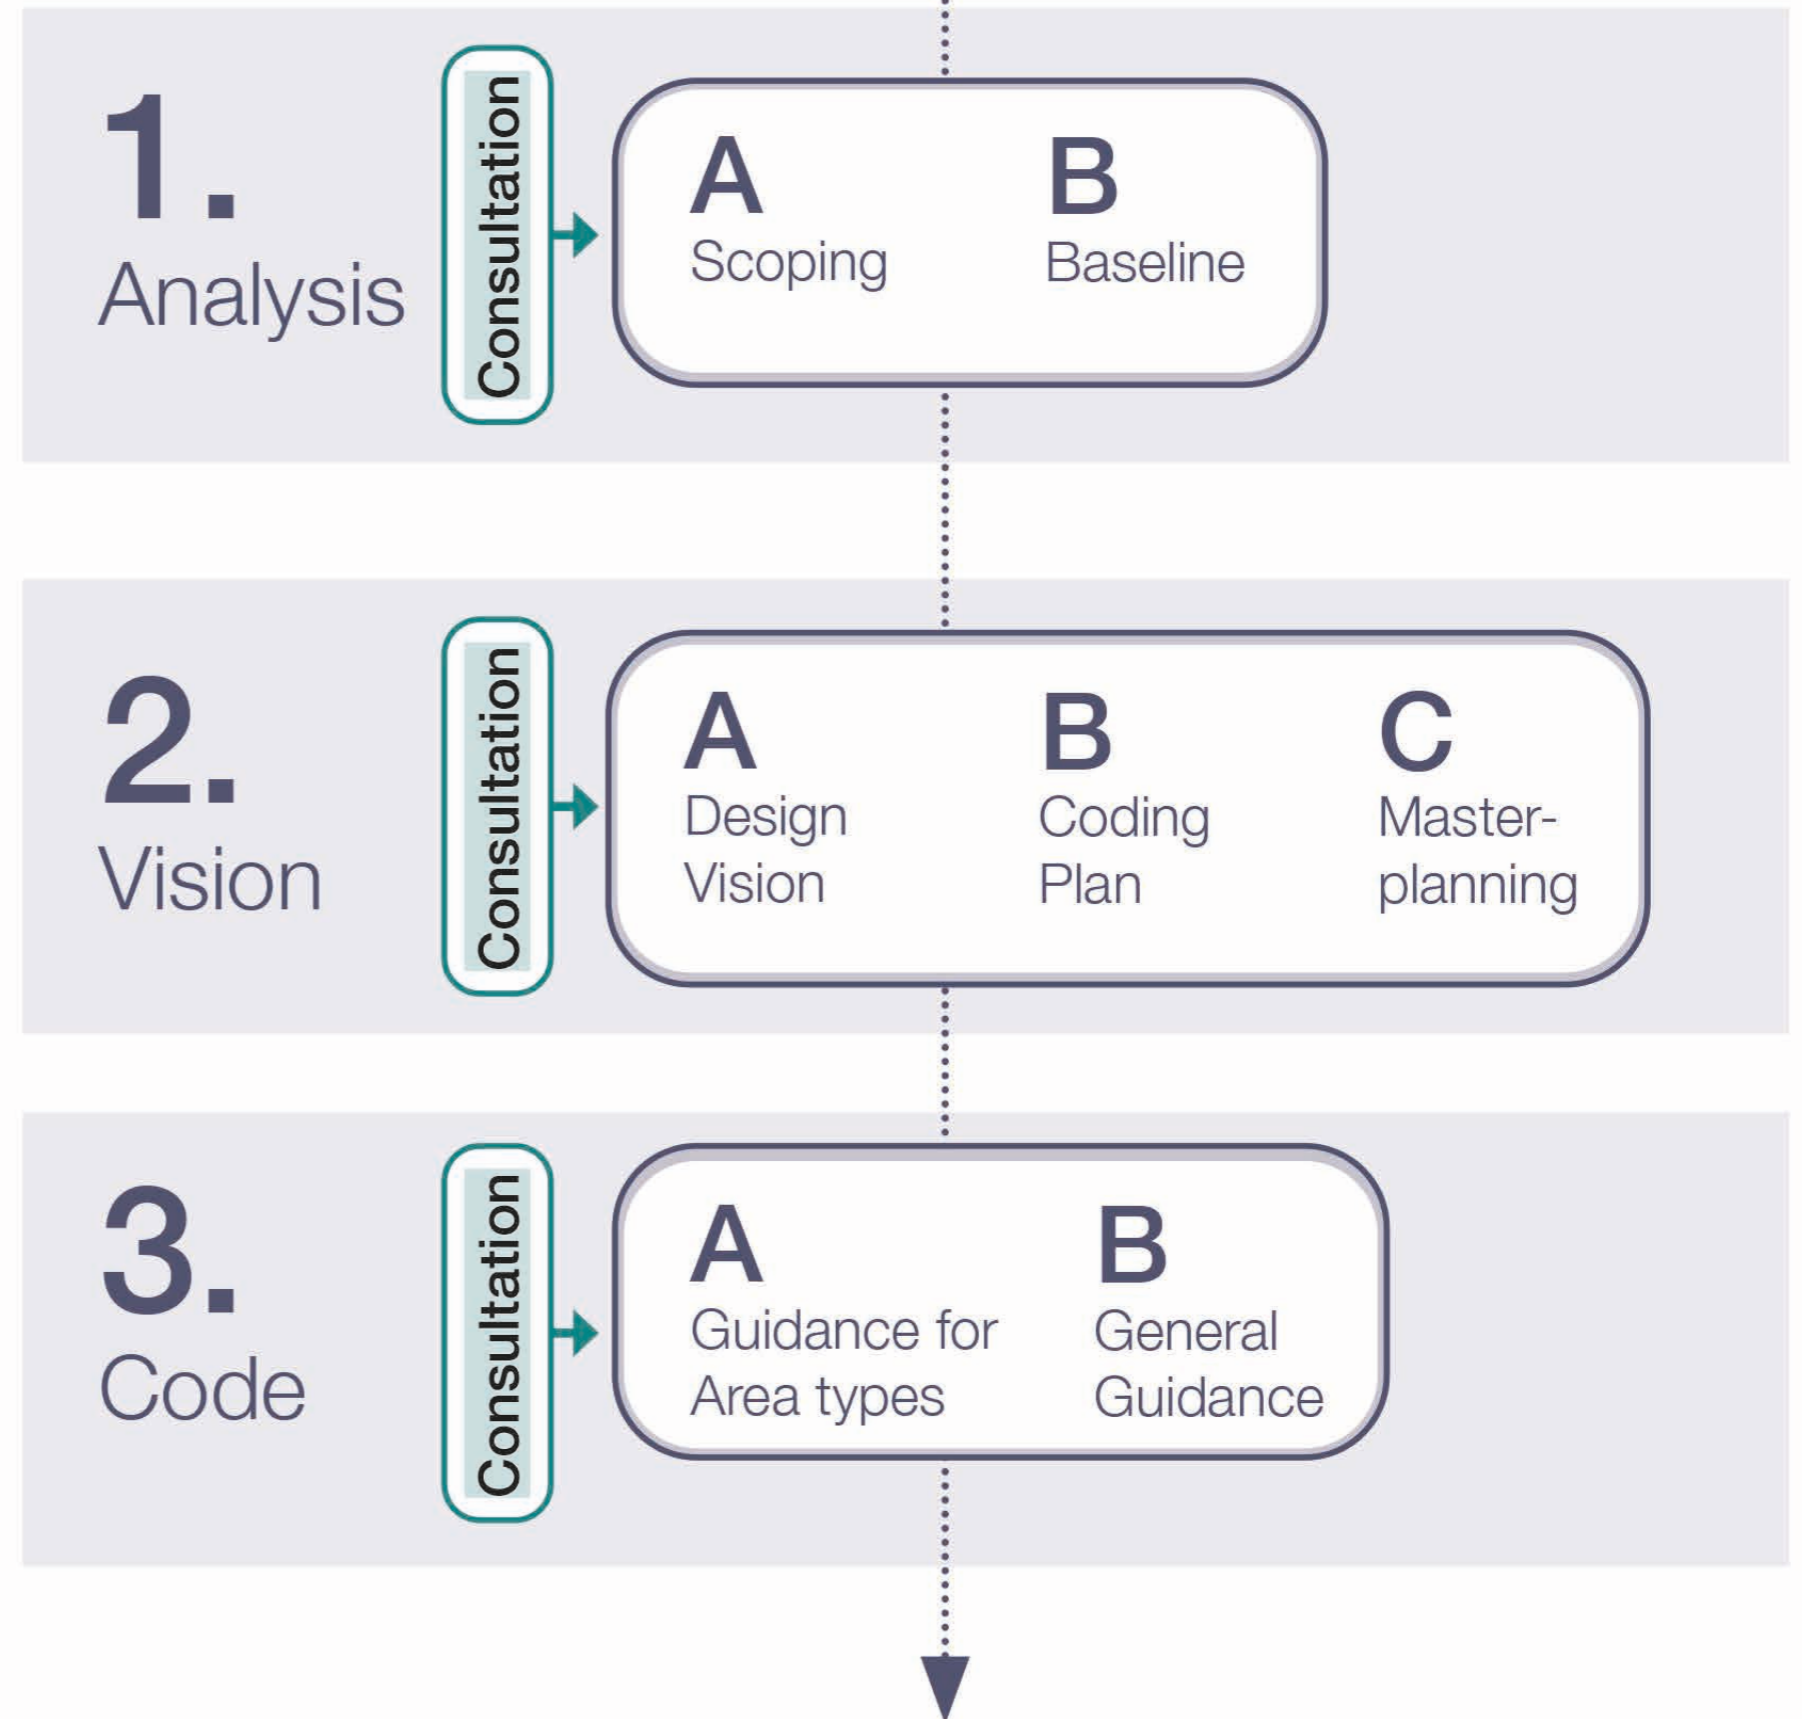 1.
Analysis
Consultation
A
Scoping
B
Baseline
2.
Vision
Consultation
A
Design
Vision
B
Coding
Plan
C
Master-
planning
3.
Code
Consultation
A
Guidance for
Area types
B
General
Guidance